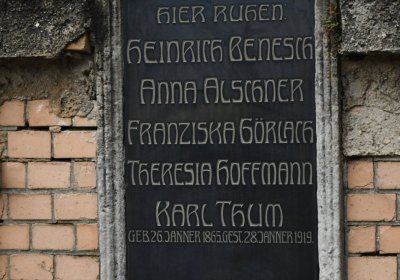 HIER RUHEN:
HEINRICH BENESCH
ANNA ALSCHNER
FRANZISKA GÖRLACH
THERESIA HOFFMANN
KARL THUM
GEB. 26. JÄNNER 1865, GEST. 28. JÄNNER 1919.